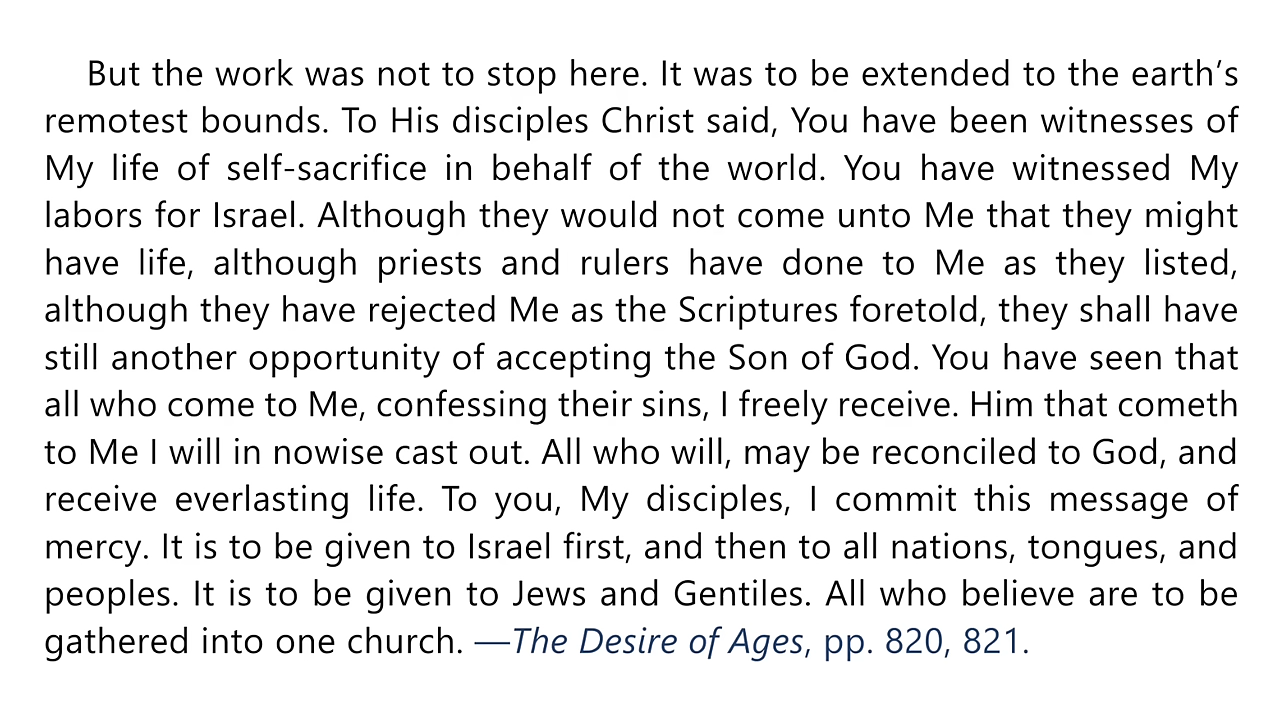 But the work was not to stop here. It was to be extended to the earth’s
remotest bounds. To His disciples Christ said, You have been witnesses of
My life of self-sacrifice in behalf of the world. You have witnessed My
labors for Israel. Although they would not come unto Me that they might
have life, although priests and rulers have done to Me as they listed,
although they have rejected Me as the Scriptures foretold, they shall have
still another opportunity of accepting the Son of God. You have seen that
all who come to Me, confessing their sins, I freely receive. Him that cometh
to Me I will in nowise cast out. All who will, may be reconciled to God, and
receive everlasting life. To you, My disciples, I commit this message of
mercy. It is to be given to Israel first, and then to all nations, tongues, and
peoples. It is to be given to Jews and Gentiles. All who believe are to be
gathered into one church. —The Desire of Ages, pp. 820, 821.